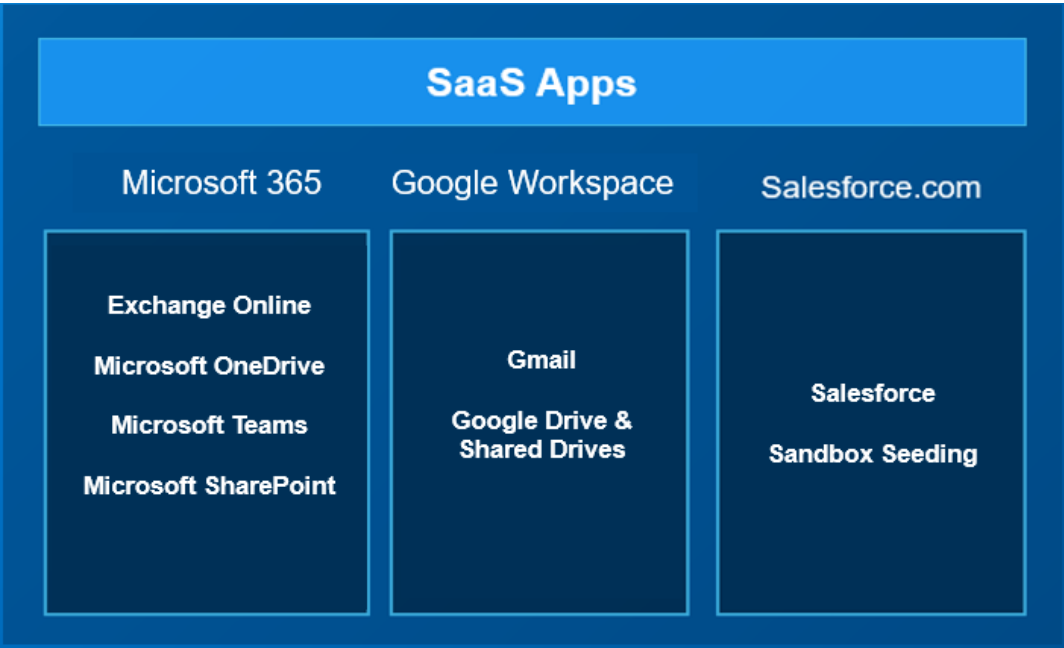 SaaS Apps
Microsoft 365
Google Workspace
Salesforce.com
Exchange Online
Microsoft OneDrive
Microsoft Teams
Microsoft SharePoint
Gmail
Google Drive &
Shared Drives
Salesforce
Sandbox Seeding